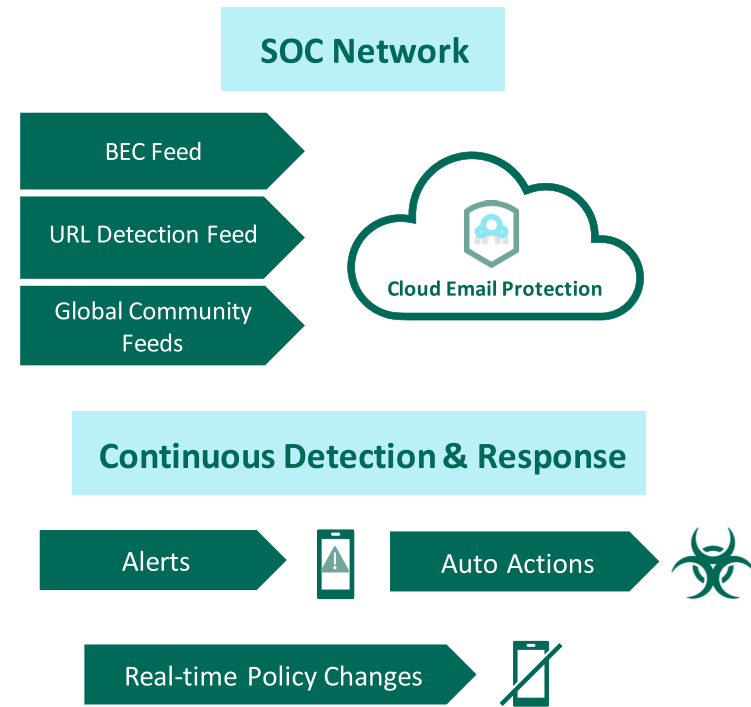 SOC Network
BEC Feed
URL Detection Feed
Global Community
Feeds
Cloud Email Protection
Continuous Detection & Response
Alerts
Auto Actions
Real-time Policy Changes